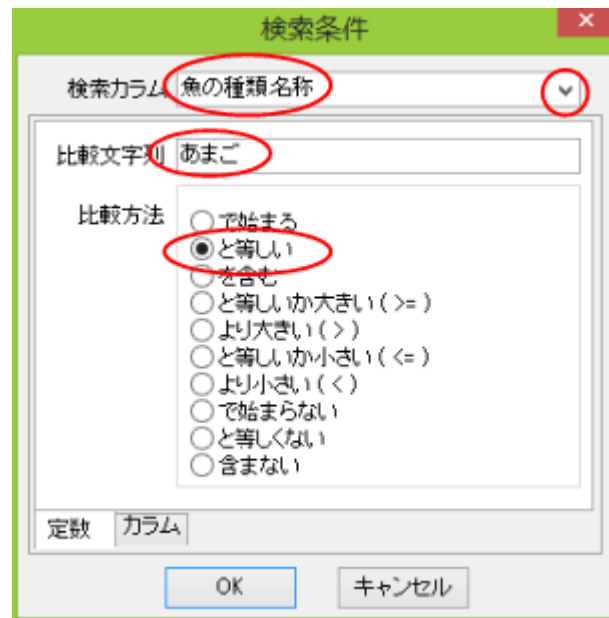 検索条件
検索カラム 魚の種類名称
比較文字列 あまご
比較方法
で始まる
と等しい
を含む
と等しいか大きい(>=)
より大きい(>)
と等しいか小さい(<=)
より小さい(<)
で始まらない
と等しくない
含まない
定数 カラム
OK キャンセル